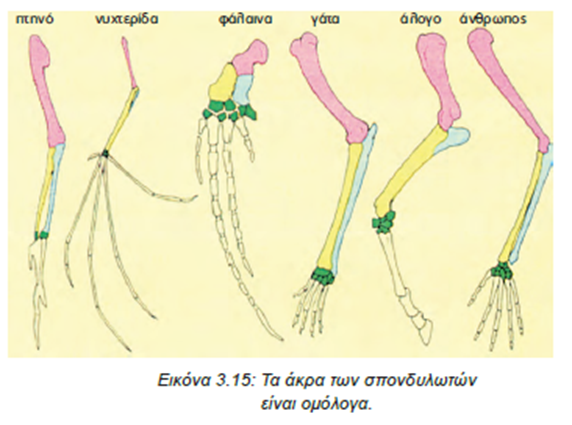 πτηνό νυχτερίδα φάλαινα γάτα άλογο άνθρωπος
Εικόνα 3.15: Τα άκρα των σπονδυλωτών
είναι ομόλογα.